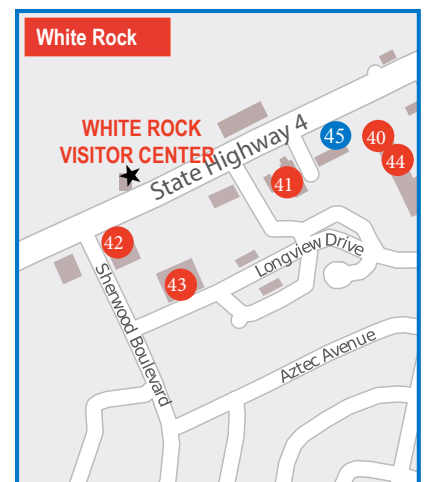 White Rock
WHITE ROCK
VISITOR CENTER
State Highway 4
45
40
44
41
42
43
Longview Drive
Sherwood Boulevard
Aztec Avenue